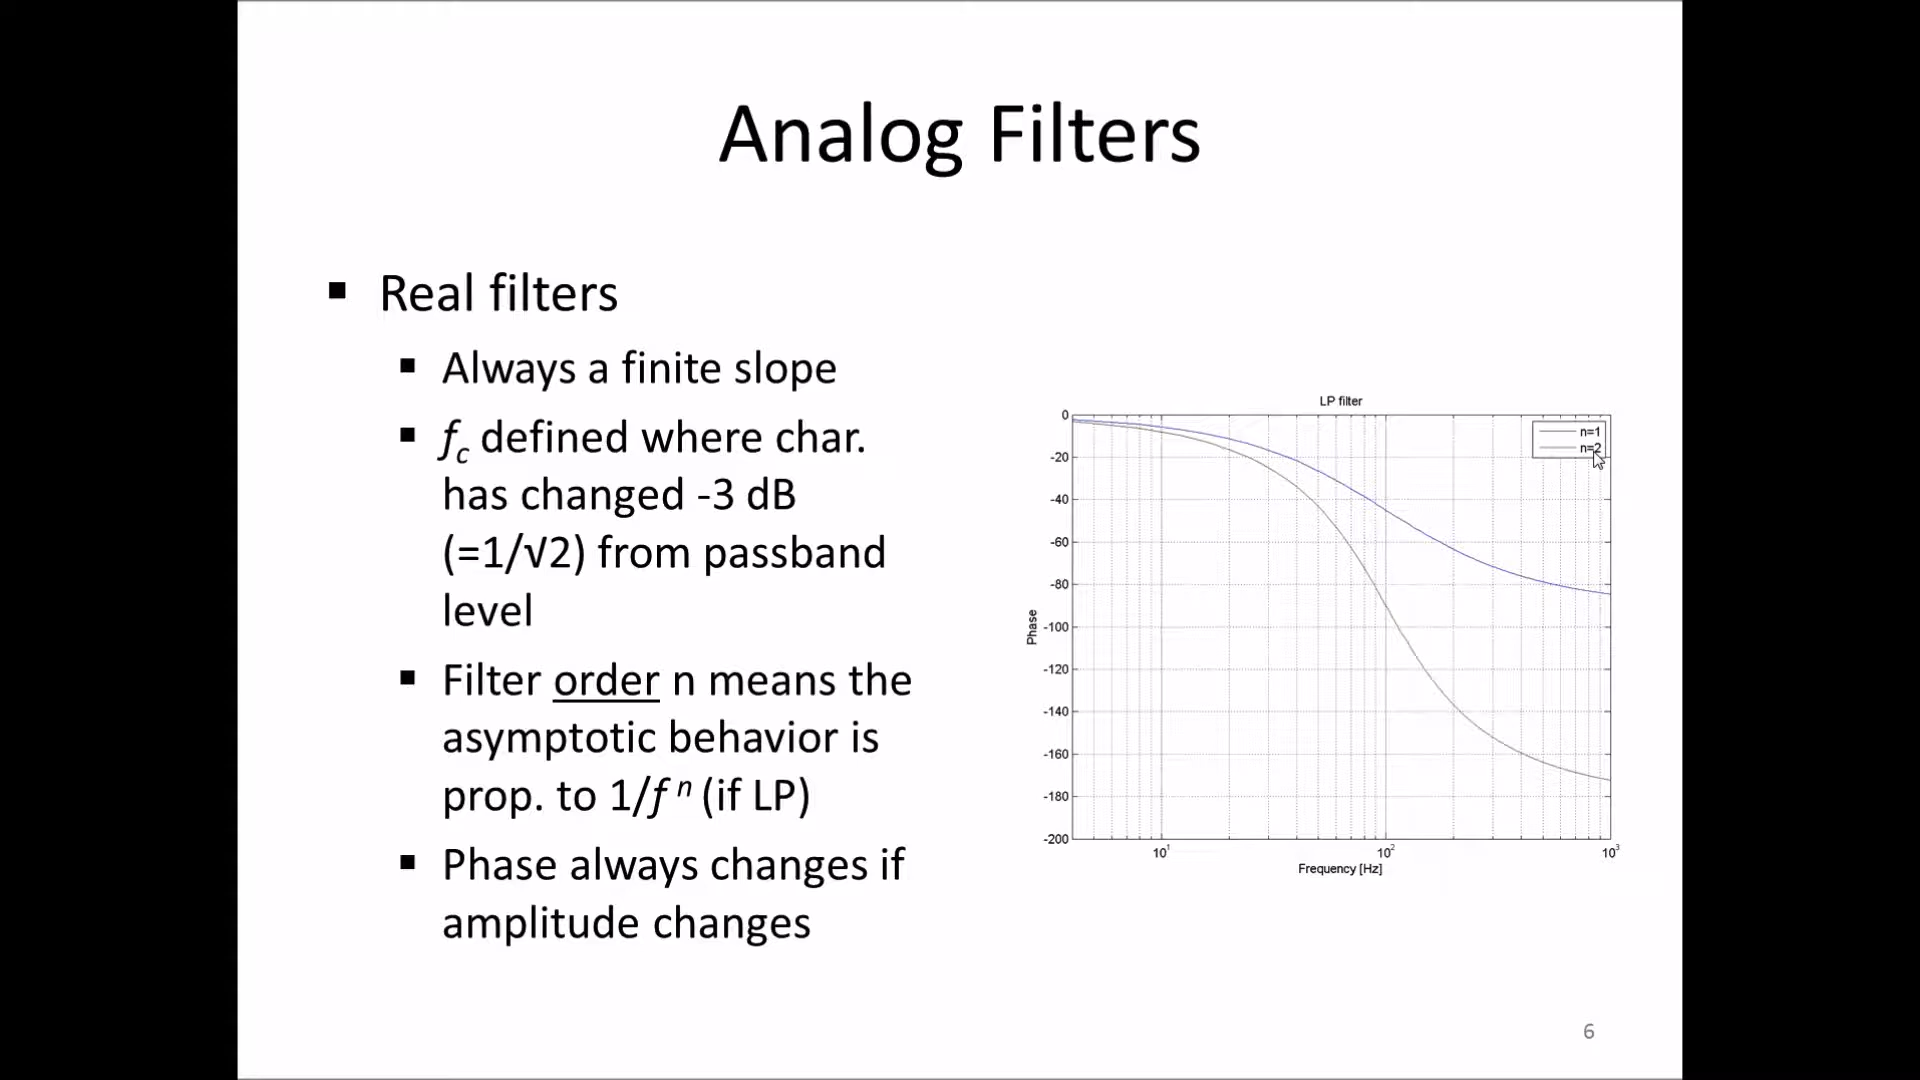 Analog Filters
▪ Real filters
▪ Always a finite slope
▪ fc defined where char.
has changed -3 dB
(=1/√2) from passband
level
▪ Filter order n means the
asymptotic behavior is
prop. to 1/f n (if LP)
▪ Phase always changes if
amplitude changes
LP filter
n=1
n=2
0
-20
-40
-60
-80
-100
-120
-140
-160
-180
-200
Phase
10¹ 10² 10³
Frequency [Hz]
6